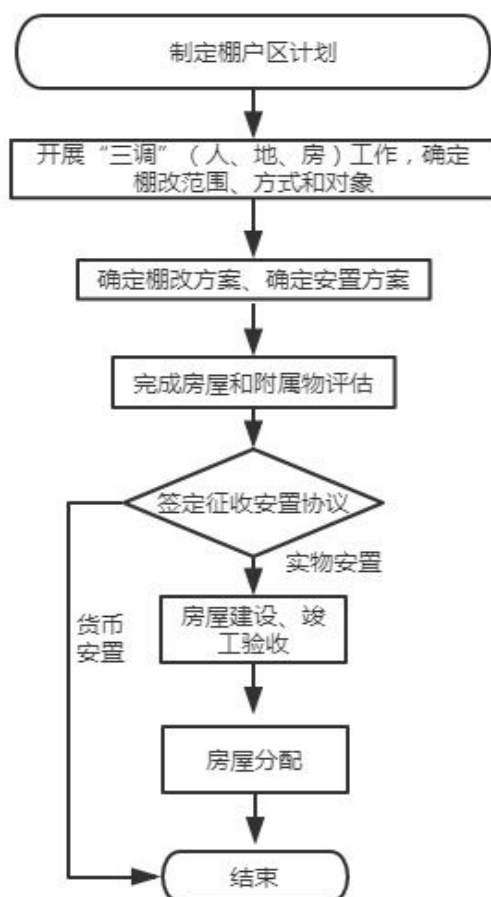 制定棚户区计划
开展“三调”（人、地、房）工作，确定
棚改范围、方式和对象
确定棚改方案、确定安置方案
完成房屋和附属物评估
签定征收安置协议
实物安置
货币
安置
房屋建设、竣
工验收
房屋分配
结束